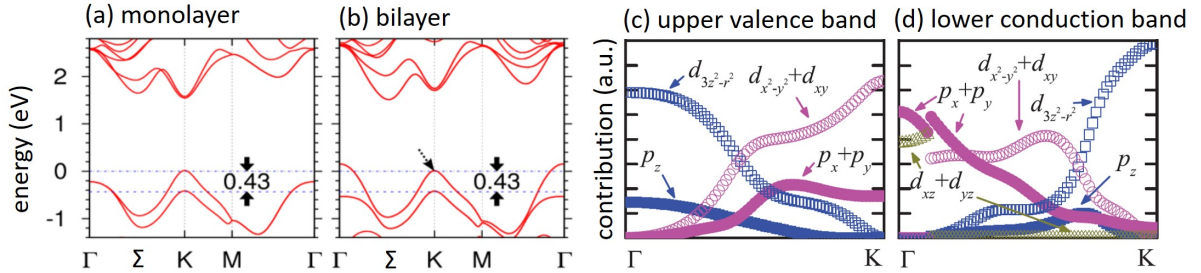 (a) monolayer
energy (eV)
2
1
0
-1
0.43
Γ Σ K M Γ
(b) bilayer
0.43
Γ Σ K M Γ
(c) upper valence band
contribution (a.u.)
d3z²-r²
dx²-y²+dxy
pz
px+py
Γ K
(d) lower conduction band
dx²-y²+dxy
px+py
d3z²-r²
pz
dxz+dyz
Γ K